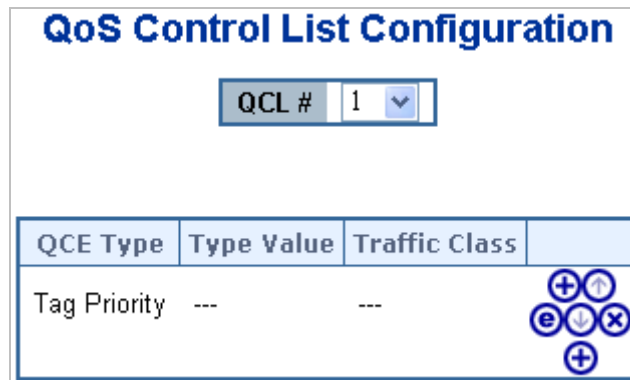 QoS Control List Configuration
QCL # 1
QCE Type Type Value Traffic Class
Tag Priority --- ---
e